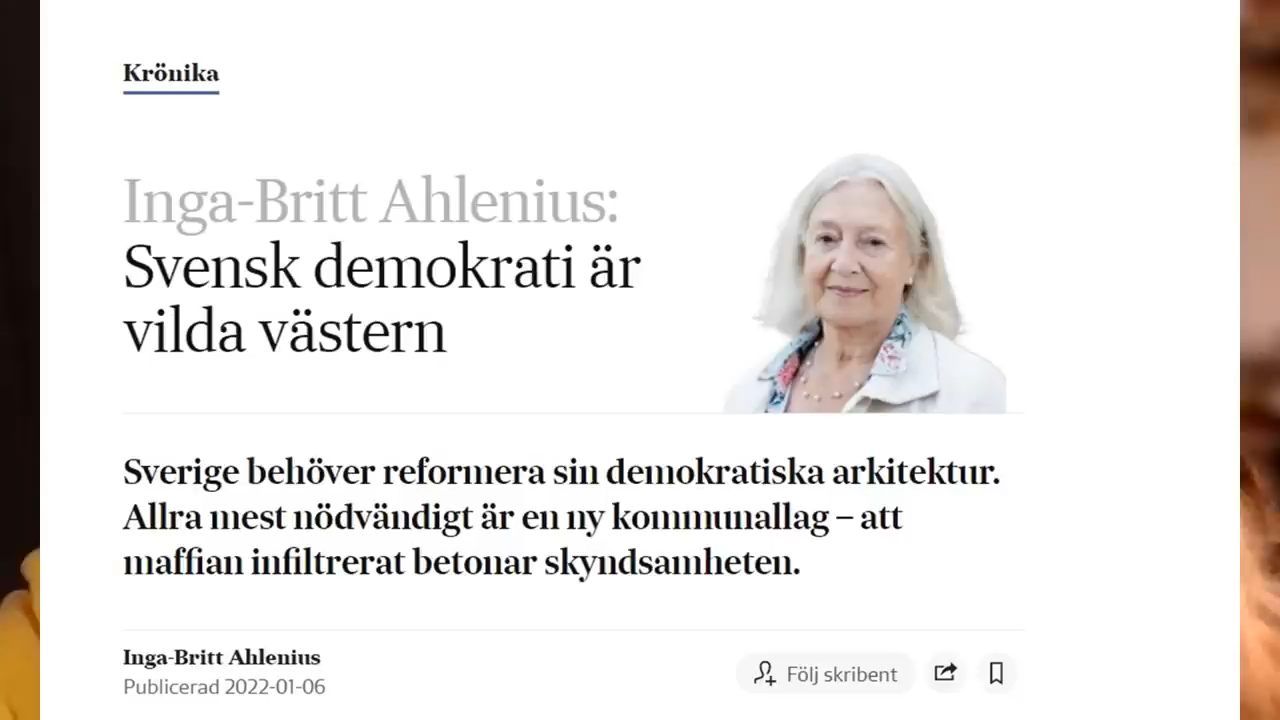 Krönika
Inga-Britt Ahlenius:
Svensk demokrati är
vilda västern
Sverige behöver reformera sin demokratiska arkitektur.
Allra mest nödvändigt är en ny kommunallag – att
maffian infiltrerat betonar skyndsamheten.
Inga-Britt Ahlenius
Publicerad 2022-01-06
Följ skribent